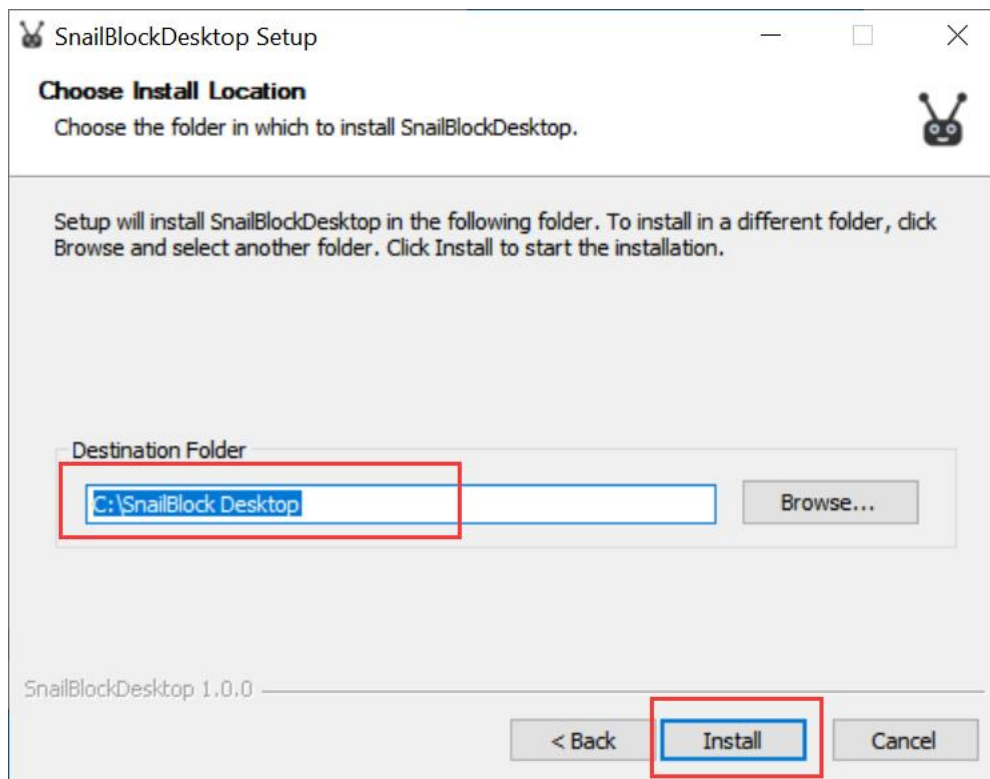 SnailBlockDesktop Setup
Choose Install Location
Choose the folder in which to install SnailBlockDesktop.
Setup will install SnailBlockDesktop in the following folder. To install in a different folder, click
Browse and select another folder. Click Install to start the installation.
Destination Folder
C:\SnailBlock Desktop
Browse...
SnailBlockDesktop 1.0.0
< Back
Install
Cancel